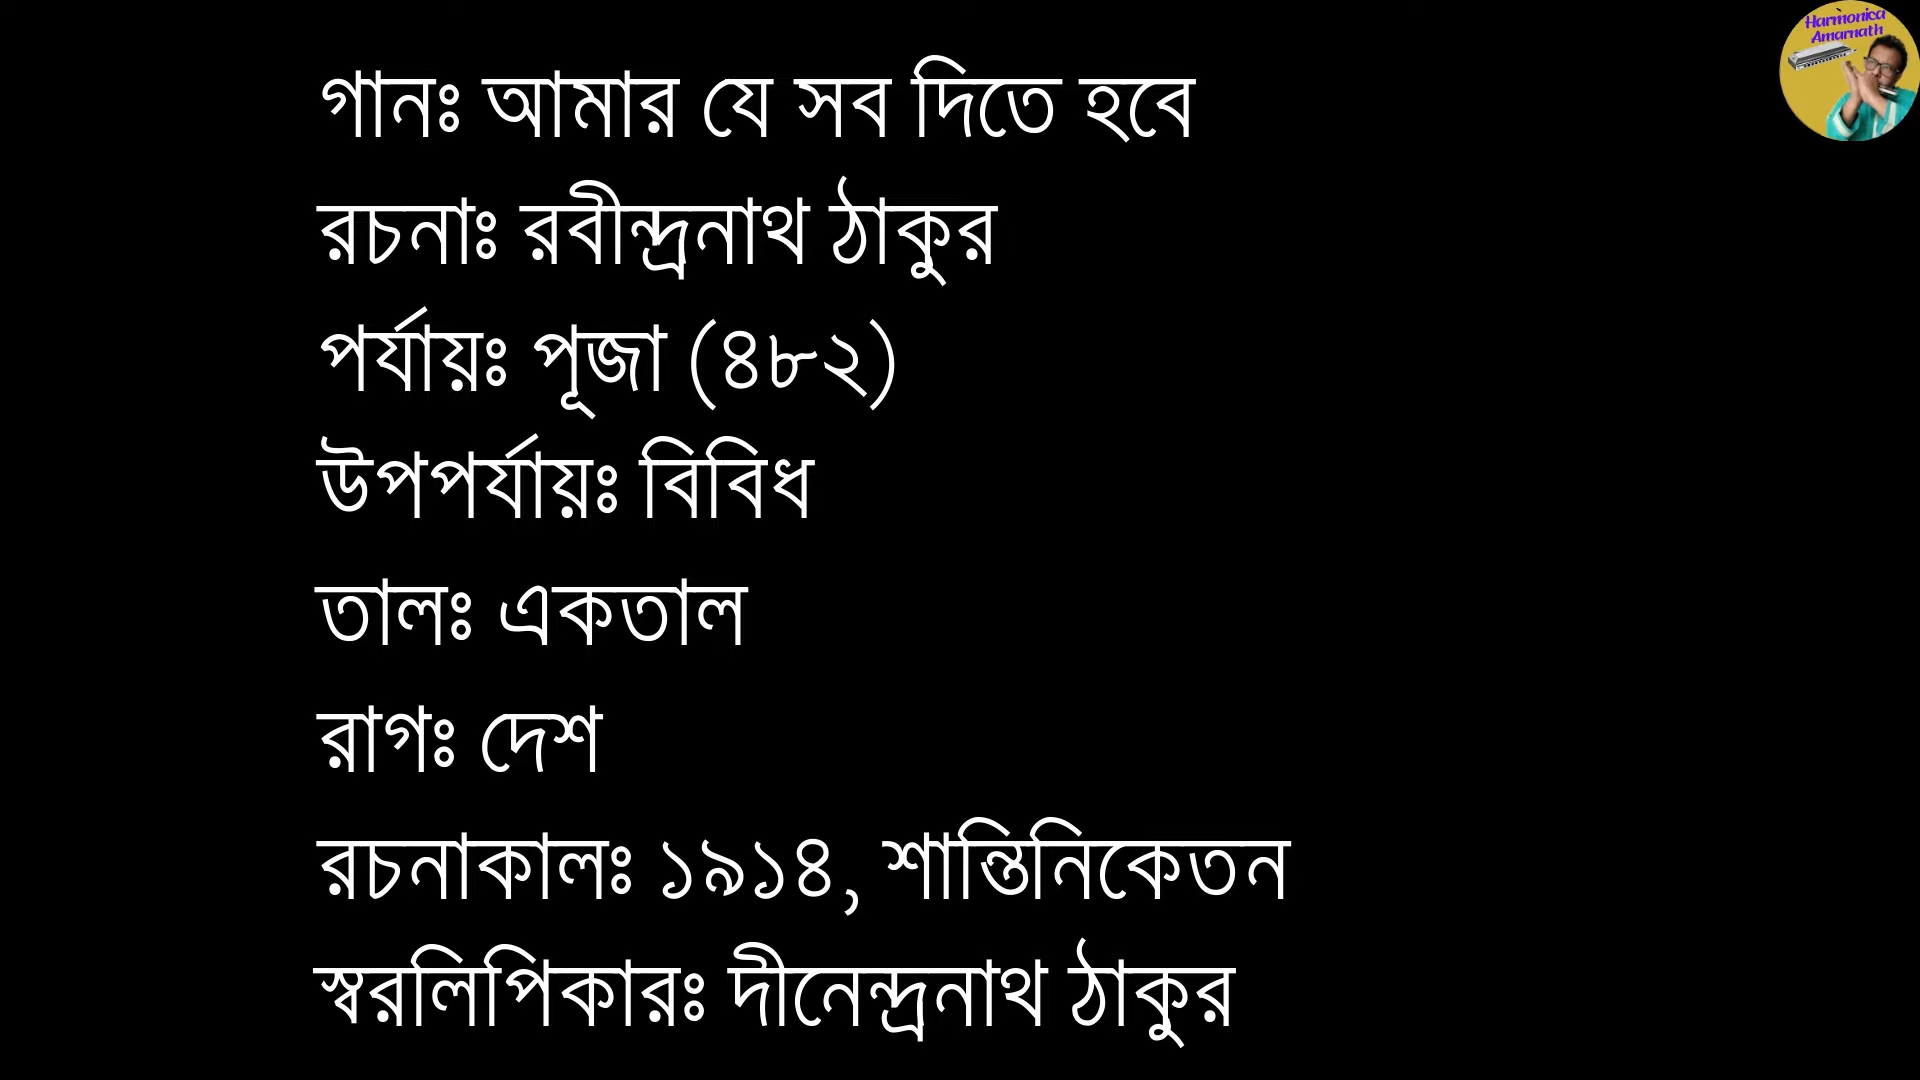 গানঃ আমার যে সব দিতে হবে
রচনাঃ রবীন্দ্রনাথ ঠাকুর
পর্যায়ঃ পূজা (৪৮২)
উপপর্যায়ঃ বিবিধ
তালঃ একতাল
রাগঃ দেশ
রচনাকালঃ ১৯১৪, শান্তিনিকেতন
স্বরলিপিকারঃ দীনেন্দ্রনাথ ঠাকুর
Harmonica
Amarnath